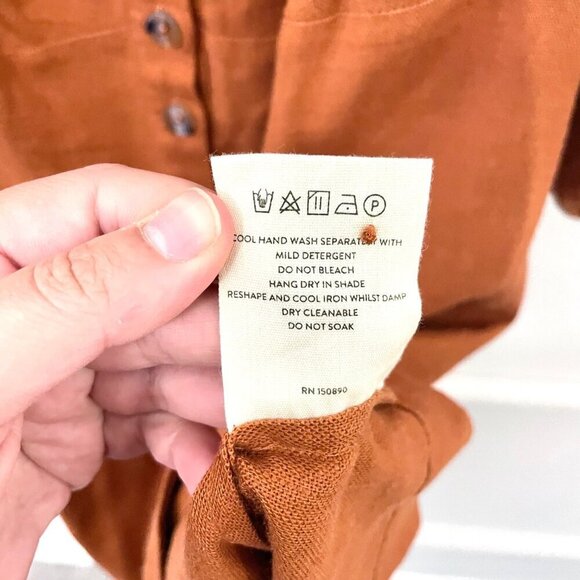 P
COOL HAND WASH SEPARATELY WITH
MILD DETERGENT
DO NOT BLEACH
HANG DRY IN SHADE
RESHAPE AND COOL IRON WHILST DAMP
DRY CLEANABLE
DO NOT SOAK
RN 150890